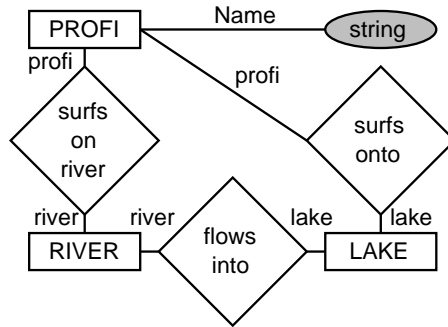 PROFI
Name
string
profi
profi
surfs
on
river
surfs
onto
river
river
lake
lake
RIVER
flows
into
LAKE